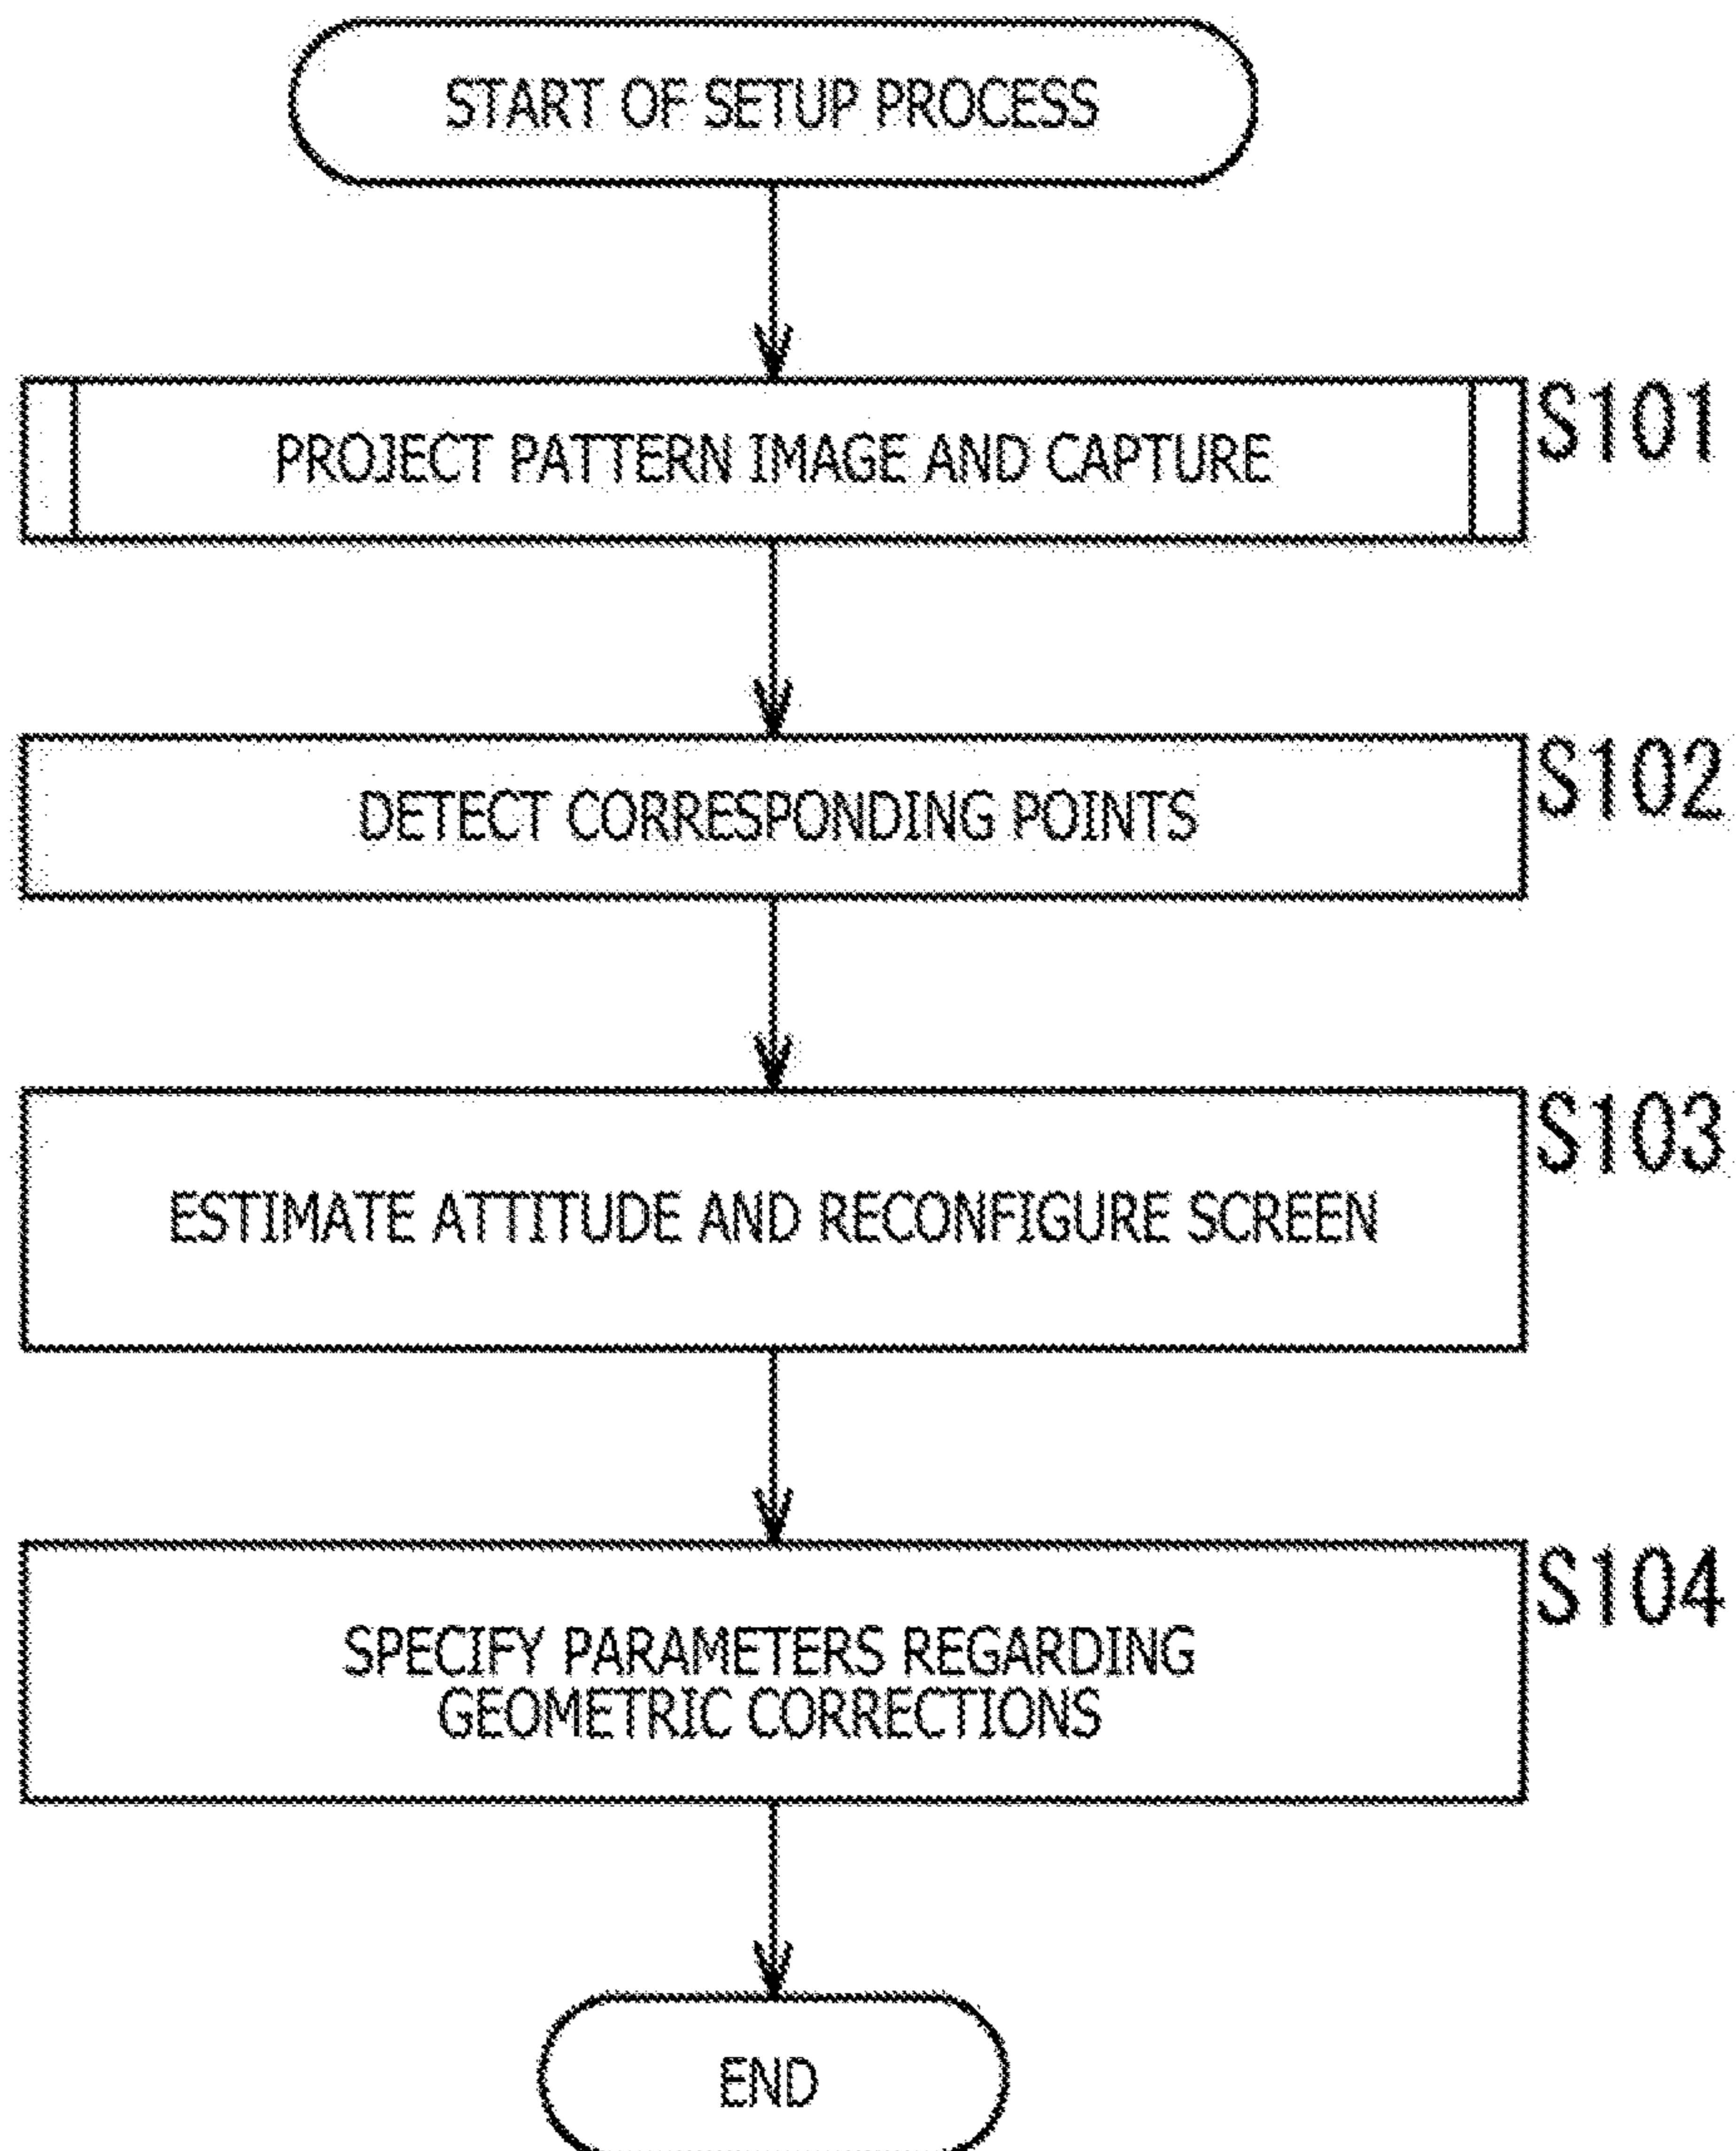 START OF SETUP PROCESS
PROJECT PATTERN IMAGE AND CAPTURE
S101
DETECT CORRESPONDING POINTS
S102
ESTIMATE ATTITUDE AND RECONFIGURE SCREEN
S103
SPECIFY PARAMETERS REGARDING
GEOMETRIC CORRECTIONS
S104
END